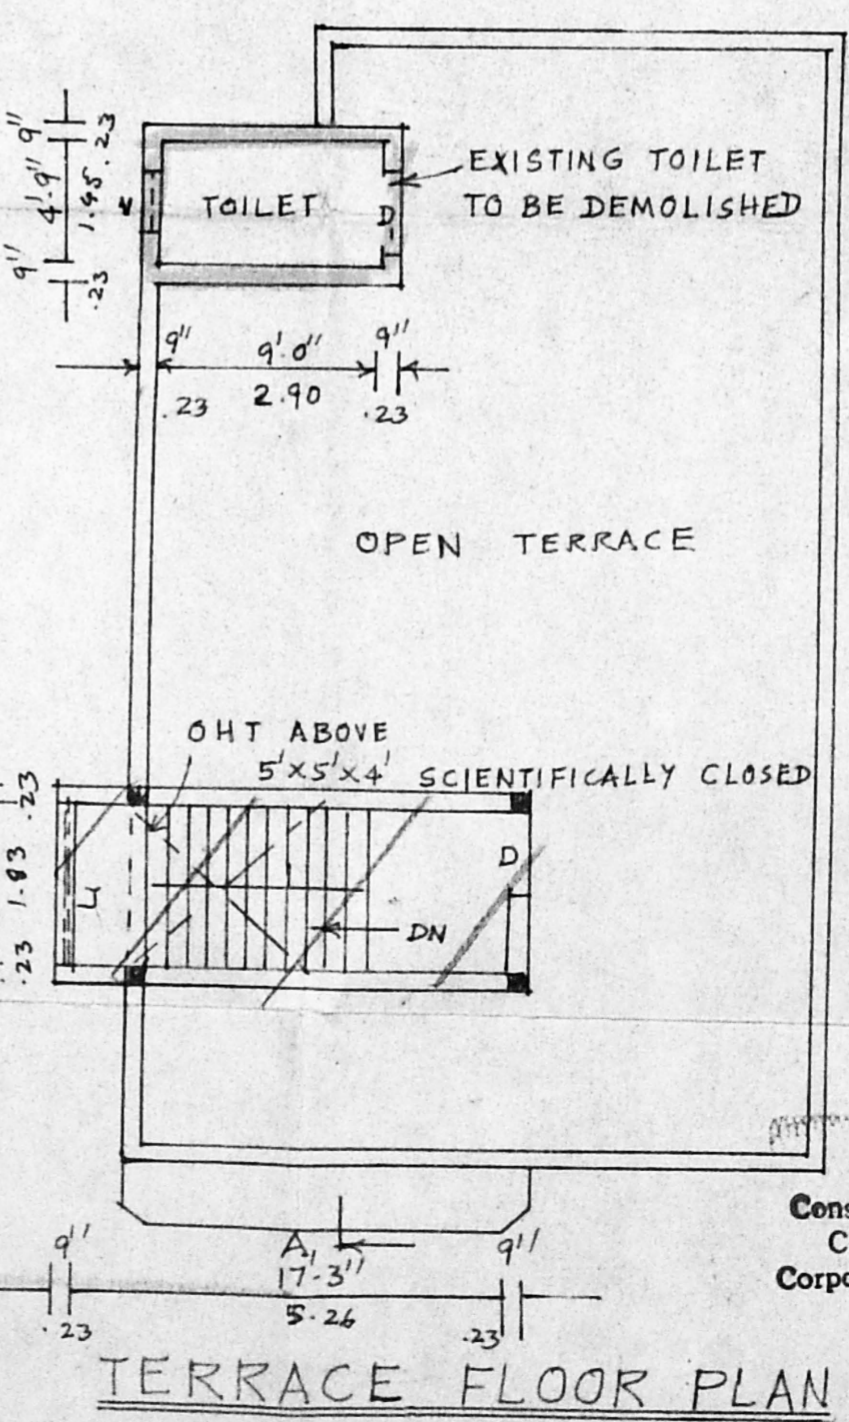 9" .23
4'-9" 1.45
9" .23
V
TOILET
D
EXISTING TOILET
TO BE DEMOLISHED
9" 9'-0" 9"
.23 2.90 .23
OPEN TERRACE
OHT ABOVE
5'x5'x4' SCIENTIFICALLY CLOSED
.23
1.83
.23
D
DN
A
9" 17'-3" 9"
.23 5.26 .23
TERRACE FLOOR PLAN